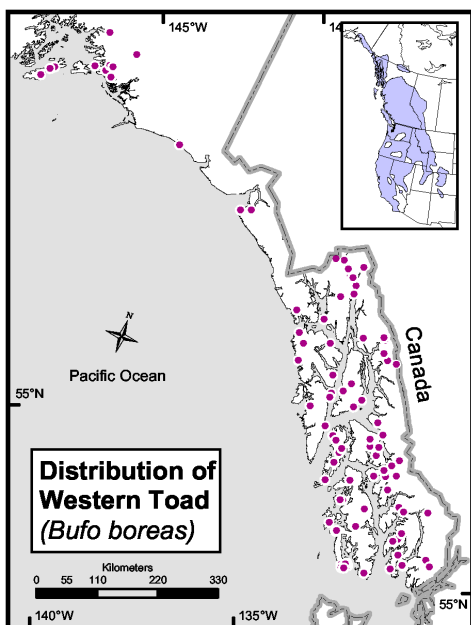 145°W
14
N
Canada
Pacific Ocean
55°N
Distribution of
Western Toad
(Bufo boreas)
Kilometers
0 55 110 220 330
55°N
140°W
135°W